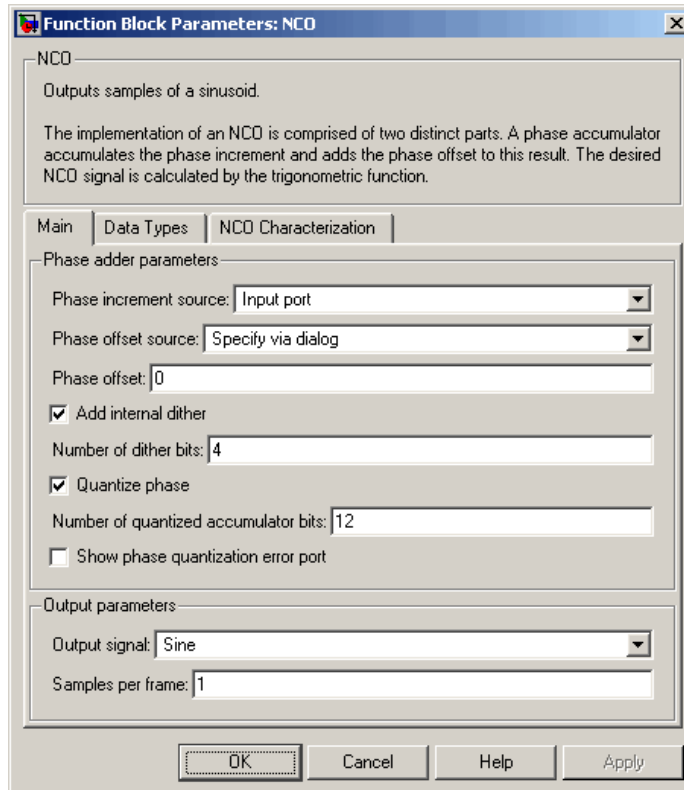 Function Block Parameters: NCO
NCO
Outputs samples of a sinusoid.
The implementation of an NCO is comprised of two distinct parts. A phase accumulator
accumulates the phase increment and adds the phase offset to this result. The desired
NCO signal is calculated by the trigonometric function.
Main Data Types NCO Characterization
Phase adder parameters
Phase increment source: Input port
Phase offset source: Specify via dialog
Phase offset: 0
Add internal dither
Number of dither bits: 4
Quantize phase
Number of quantized accumulator bits: 12
Show phase quantization error port
Output parameters
Output signal: Sine
Samples per frame: 1
OK Cancel Help Apply